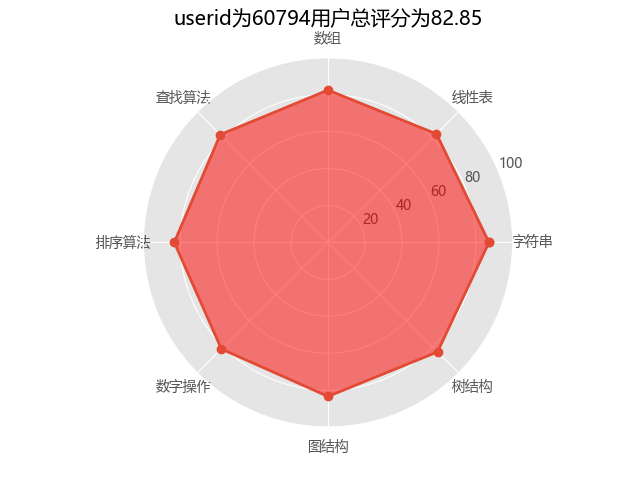 userid为60794用户总评分为82.85
数组
查找算法
线性表
100
80
60
40
20
排序算法
字符串
数字操作
树结构
图结构